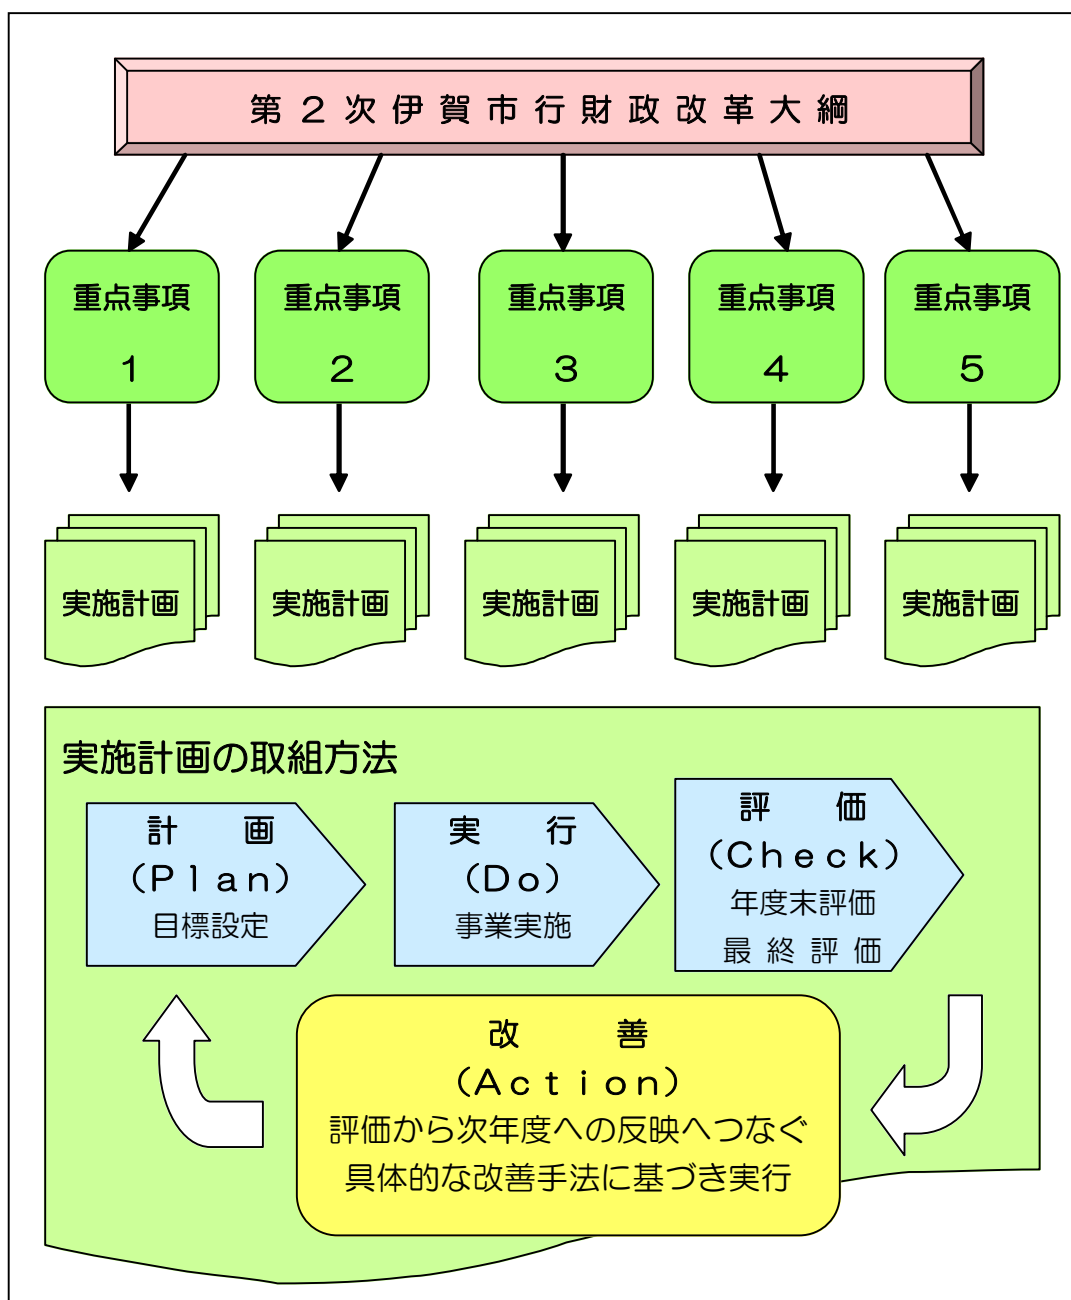 第２次伊賀市行財政改革大綱
重点事項
１
重点事項
２
重点事項
３
重点事項
４
重点事項
５
実施計画
実施計画
実施計画
実施計画
実施計画
実施計画の取組方法
計　画
（Ｐｌａｎ）
目標設定
実　行
（Ｄｏ）
事業実施
評　価
（Ｃｈｅｃｋ）
年度末評価
最終評価
改　善
（Ａｃｔｉｏｎ）
評価から次年度への反映へつなぐ
具体的な改善手法に基づき実行